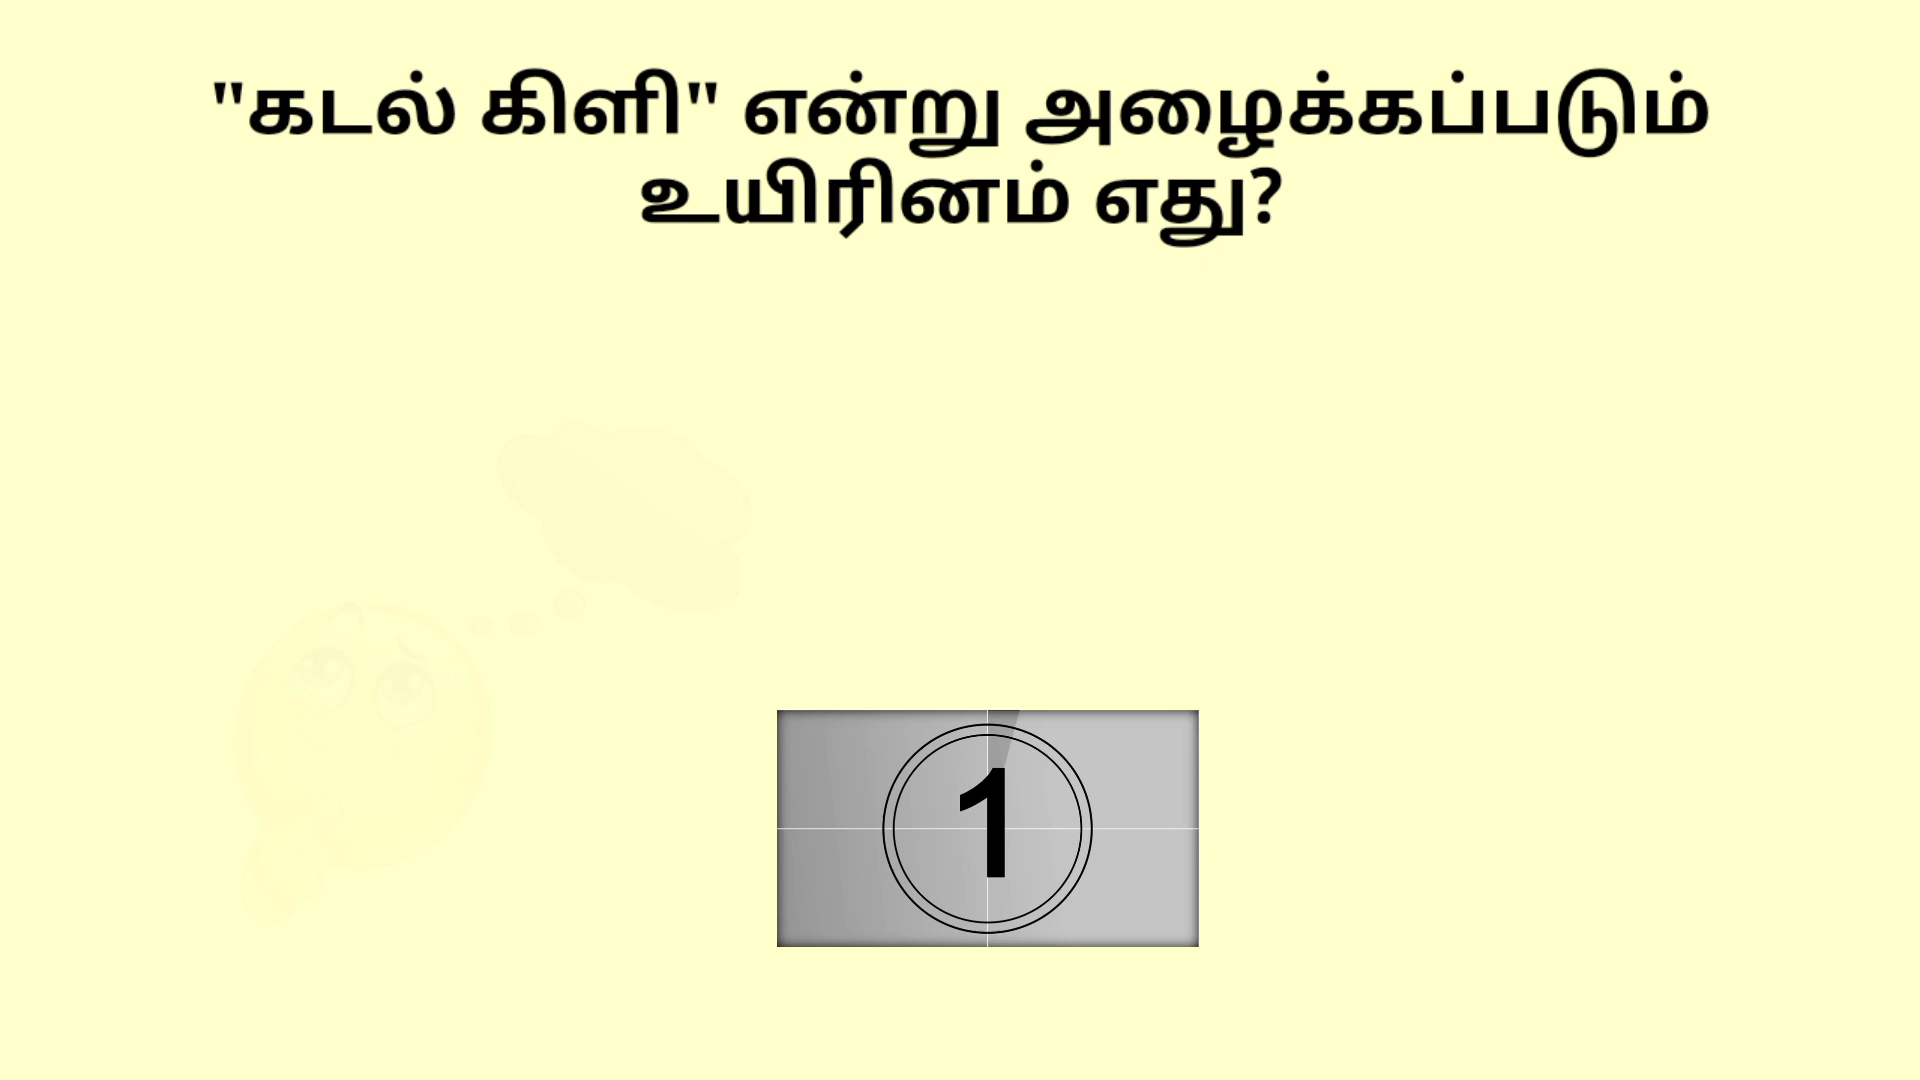 "கடல் கிளி" என்று அழைக்கப்படும்
உயிரினம் எது?
1